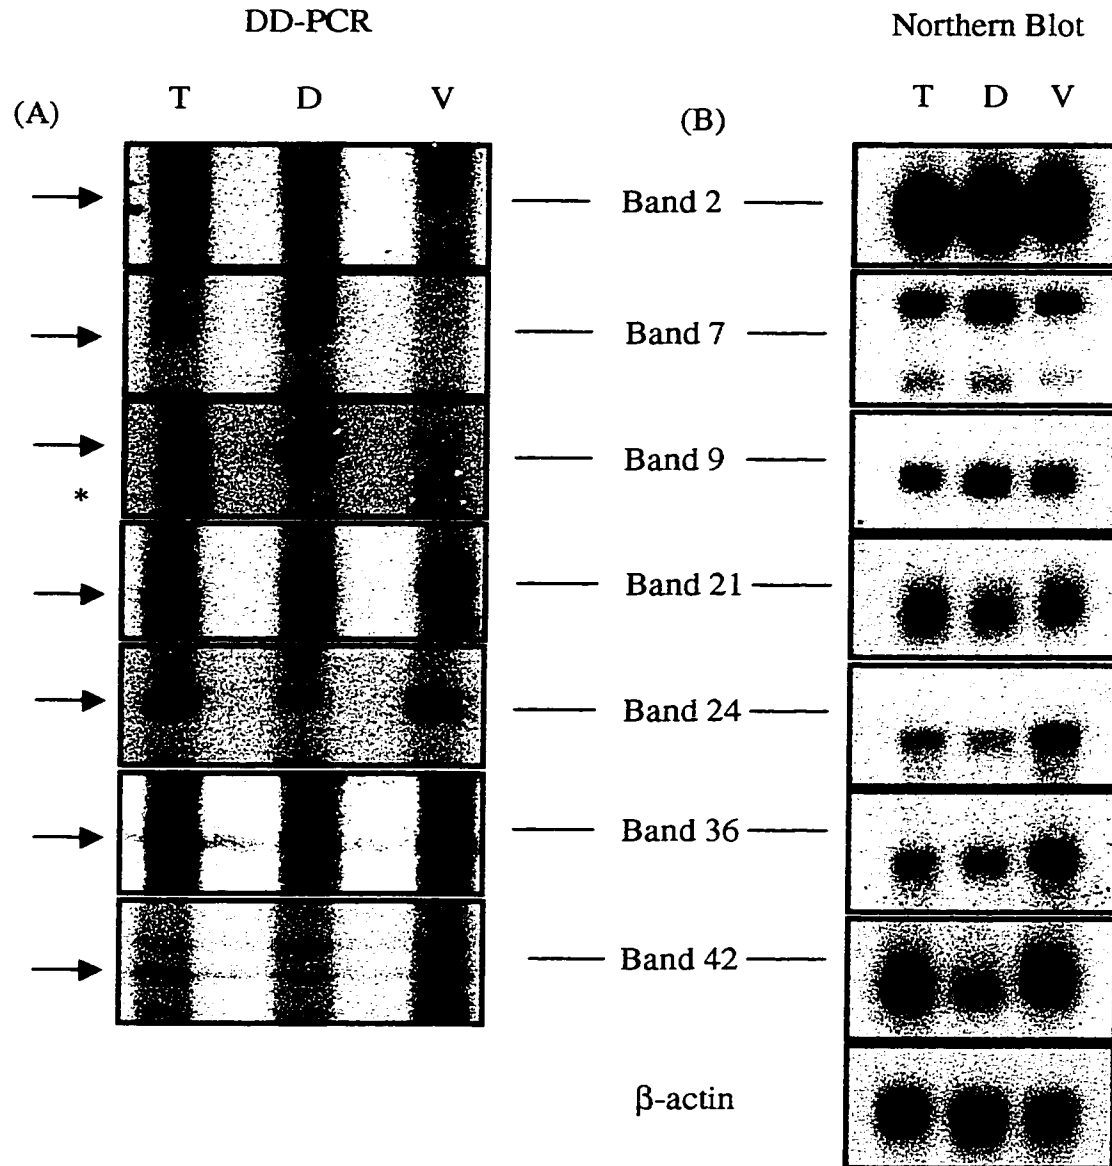 DD-PCR
Northern Blot
(A)
T D V
(B)
T D V
Band 2
Band 7
Band 9
*
Band 21
Band 24
Band 36
Band 42
β-actin